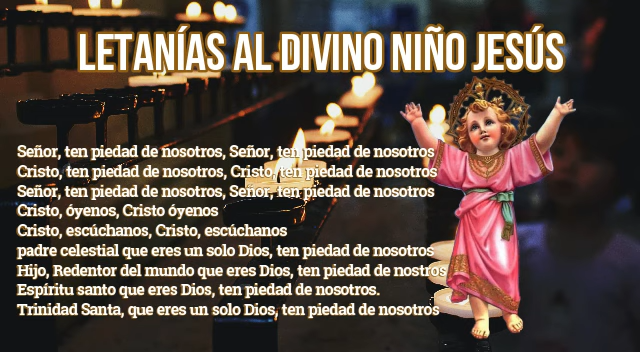 LETANÍAS AL DIVINO NIÑO JESÚS
Señor, ten piedad de nosotros, Señor, ten piedad de nosotros
Cristo, ten piedad de nosotros, Cristo, ten piedad de nosotros
Señor, ten piedad de nosotros, Señor, ten piedad de nosotros
Cristo, óyenos, Cristo óyenos
Cristo, escúchanos, Cristo, escúchanos
padre celestial que eres un solo Dios, ten piedad de nosotros
Hijo, Redentor del mundo que eres Dios, ten piedad de nostros
Espíritu santo que eres Dios, ten piedad de nosotros.
Trinidad Santa, que eres un solo Dios, ten piedad de nosotros